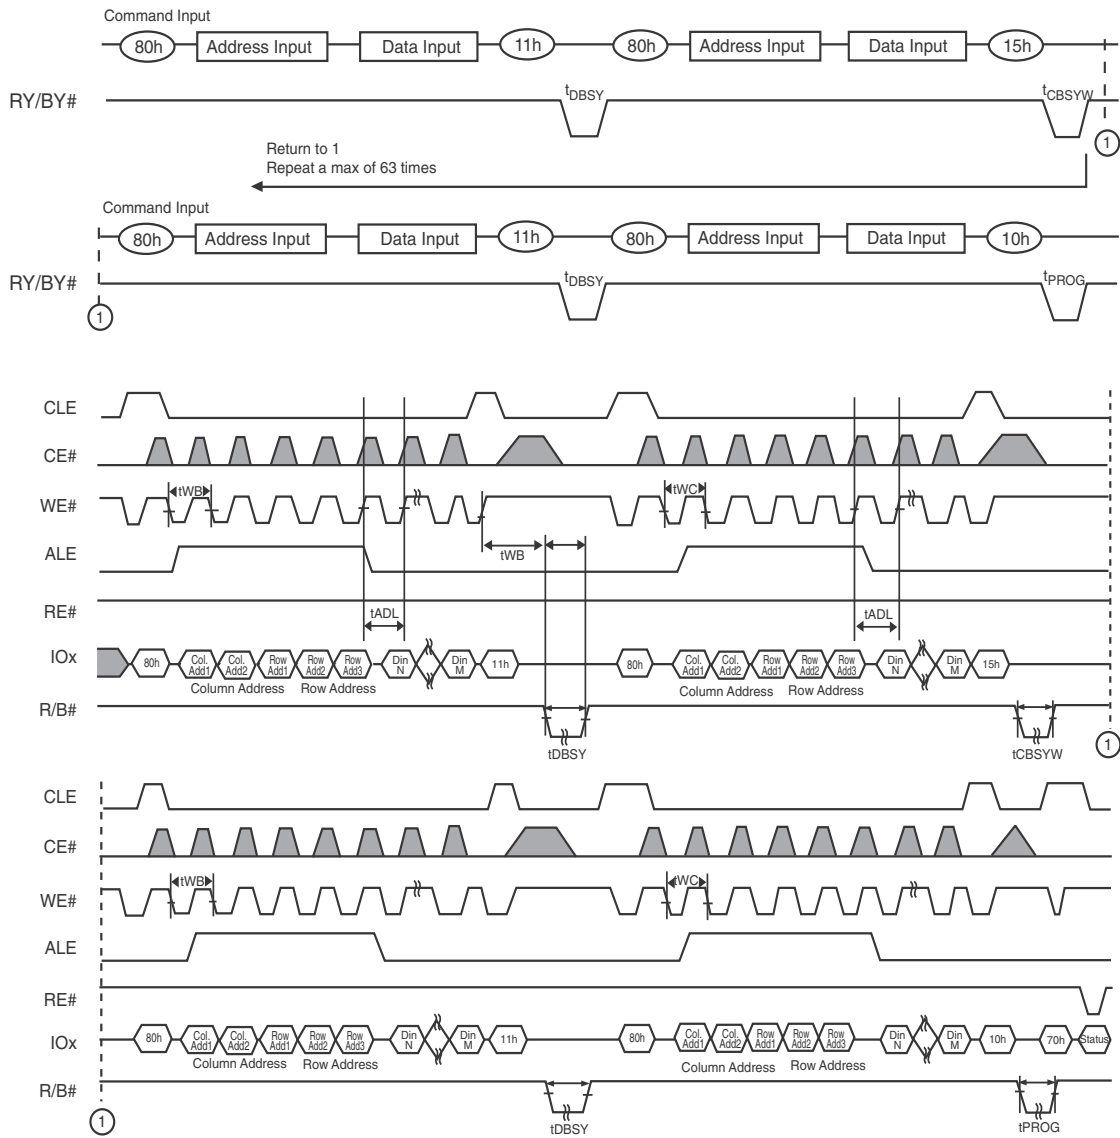 Command Input
80h Address Input Data Input 11h 80h Address Input Data Input 15h
RY/BY# tDBSY tCBSYW
1
Return to 1
Repeat a max of 63 times
Command Input
80h Address Input Data Input 11h 80h Address Input Data Input 10h
RY/BY# tDBSY tPROG
1
CLE
CE#
WE# tWB tWC
ALE tWB
RE# tADL tADL
IOx 80h Col. Add1 Col. Add2 Row Add1 Row Add2 Row Add3 Din N Din M 11h 80h Col. Add1 Col. Add2 Row Add1 Row Add2 Row Add3 Din N Din M 15h
Column Address Row Address Column Address Row Address
R/B#
tDBSY tCBSYW 1
CLE
CE#
WE# tWB tWC
ALE
RE#
IOx 80h Col. Add1 Col. Add2 Row Add1 Row Add2 Row Add3 Din N Din M 11h 80h Col. Add1 Col. Add2 Row Add1 Row Add2 Row Add3 Din N Din M 10h 70h Status
Column Address Row Address Column Address Row Address
R/B#
1 tDBSY tPROG